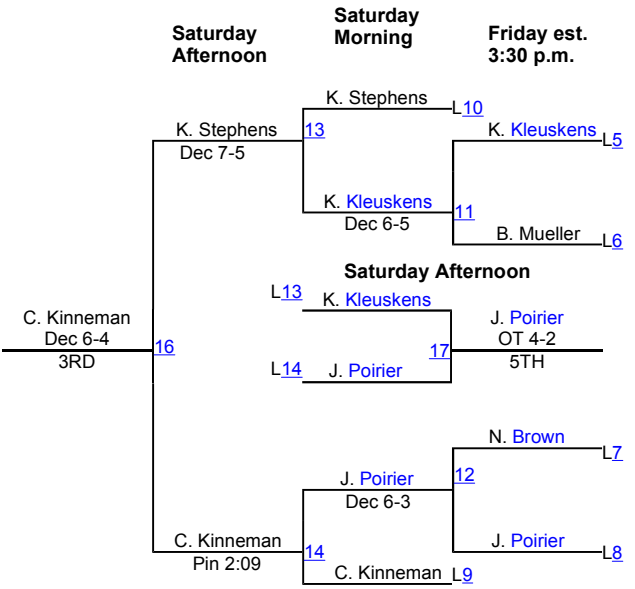 Saturday Afternoon
Saturday Morning
Friday est. 3:30 p.m.
K. Stephens
L10
K. Stephens
13
K. Kleuskens
L5
Dec 7-5
K. Kleuskens
11
Dec 6-5
B. Mueller
L6
Saturday Afternoon
L13
K. Kleuskens
C. Kinneman
J. Poirier
Dec 6-4
OT 4-2
16
17
3RD
5TH
L14
J. Poirier
N. Brown
L7
J. Poirier
12
Dec 6-3
C. Kinneman
J. Poirier
14
L8
Pin 2:09
C. Kinneman
L9